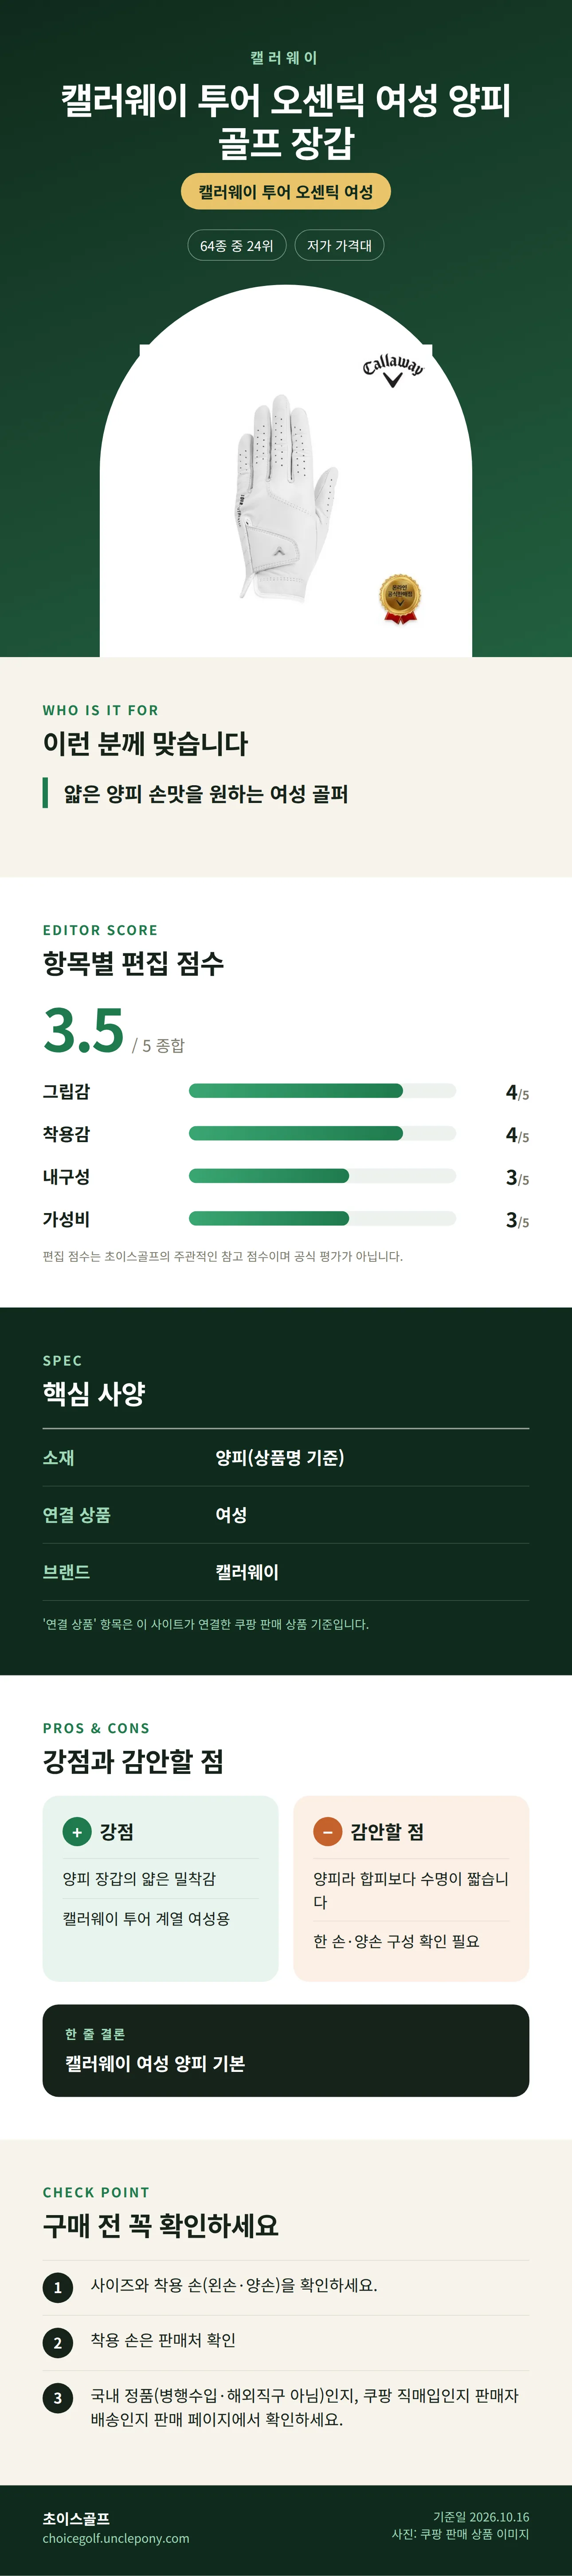 캘러웨이
캘러웨이 투어 오센틱 여성 양피
골프 장갑
캘러웨이 투어 오센틱 여성
64종 중 24위
저가 가격대
Callaway
온라인
공식판매점
WHO IS IT FOR
이런 분께 맞습니다
얇은 양피 손맛을 원하는 여성 골퍼
EDITOR SCORE
항목별 편집 점수
3.5 / 5 종합
그립감 4/5
착용감 4/5
내구성 3/5
가성비 3/5
편집 점수는 초이스골프의 주관적인 참고 점수이며 공식 평가가 아닙니다.
SPEC
핵심 사양
소재 양피(상품명 기준)
연결 상품 여성
브랜드 캘러웨이
'연결 상품' 항목은 이 사이트가 연결한 쿠팡 판매 상품 기준입니다.
PROS & CONS
강점과 감안할 점
+ 강점
양피 장갑의 얇은 밀착감
캘러웨이 투어 계열 여성용
− 감안할 점
양피라 합피보다 수명이 짧습니
다
한 손·양손 구성 확인 필요
한 줄 결론
캘러웨이 여성 양피 기본
CHECK POINT
구매 전 꼭 확인하세요
1 사이즈와 착용 손(왼손·양손)을 확인하세요.
2 착용 손은 판매처 확인
3 국내 정품(병행수입·해외직구 아님)인지, 쿠팡 직매입인지 판매자
배송인지 판매 페이지에서 확인하세요.
초이스골프
choicegolf.unclepony.com
기준일 2026.10.16
사진: 쿠팡 판매 상품 이미지